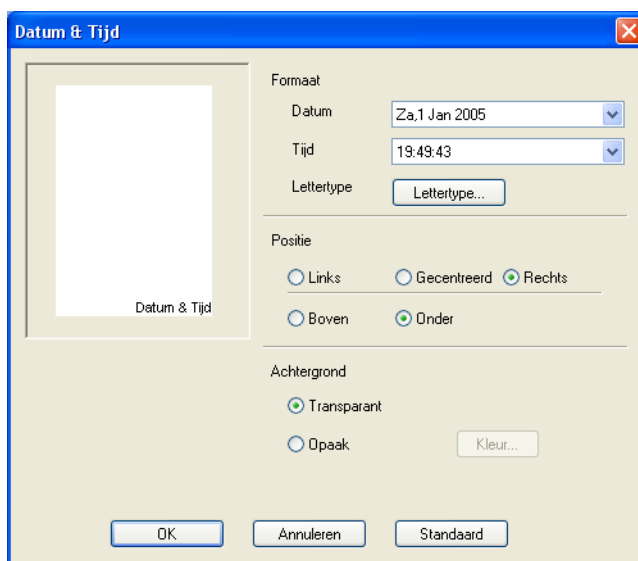 Datum & Tijd
Formaat
Datum Za,1 Jan 2005
Tijd 19:49:43
Lettertype Lettertype...
Positie
Links Gecentreerd Rechts
Boven Onder
Datum & Tijd
Achtergrond
Transparant
Opaak Kleur...
OK Annuleren Standaard